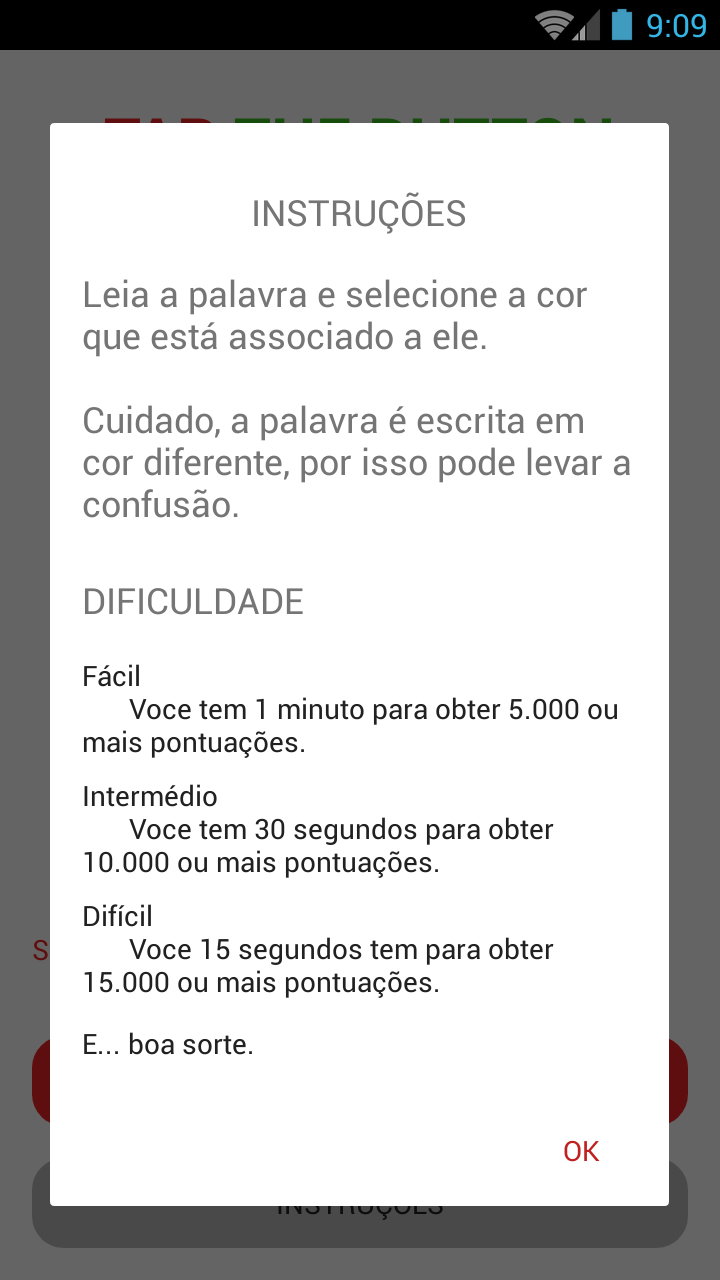 9:09
INSTRUÇÕES
Leia a palavra e selecione a cor
que está associado a ele.
Cuidado, a palavra é escrita em
cor diferente, por isso pode levar a
confusão.
DIFICULDADE
Fácil
Voce tem 1 minuto para obter 5.000 ou
mais pontuações.
Intermédio
Voce tem 30 segundos para obter
10.000 ou mais pontuações.
Difícil
Voce 15 segundos tem para obter
15.000 ou mais pontuações.
E... boa sorte.
OK
INSTRUÇÕES